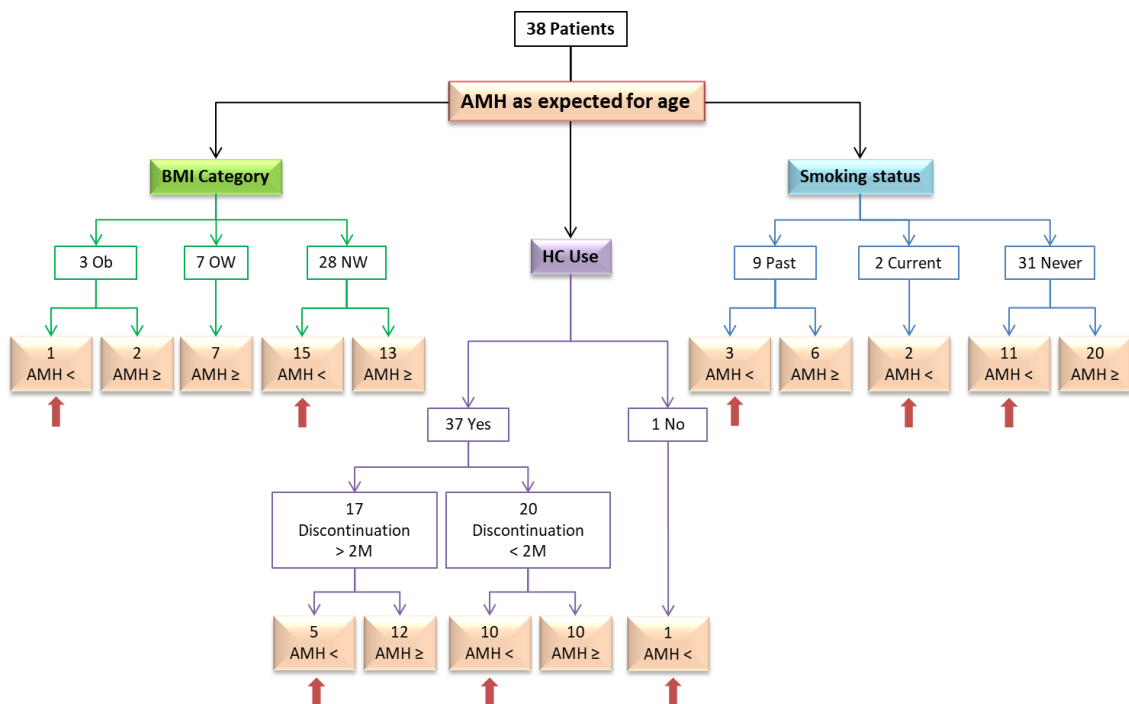 38 Patients
AMH as expected for age
BMI Category
Smoking status
HC Use
3 Ob
7 OW
28 NW
9 Past
2 Current
31 Never
1
AMH <
2
AMH ≥
7
AMH ≥
15
AMH <
13
AMH ≥
3
AMH <
6
AMH ≥
2
AMH <
11
AMH <
20
AMH ≥
37 Yes
1 No
17
Discontinuation
> 2M
20
Discontinuation
< 2M
5
AMH <
12
AMH ≥
10
AMH <
10
AMH ≥
1
AMH <